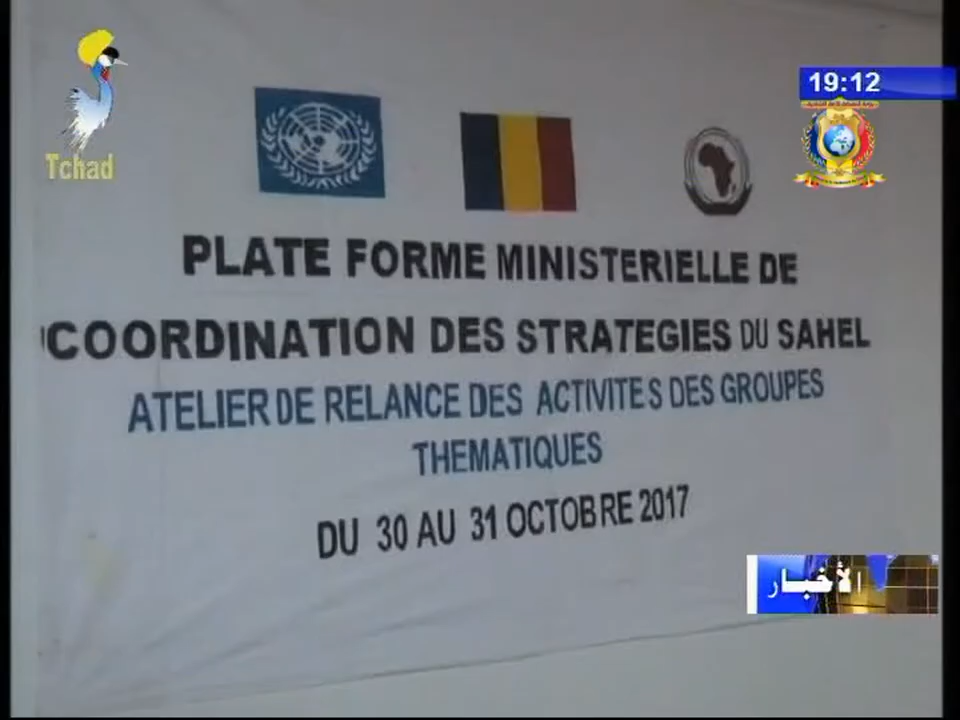 Tchad
19:12
PLATE FORME MINISTERIELLE DE
COORDINATION DES STRATEGIES DU SAHEL
ATELIER DE RELANCE DES ACTIVITES DES GROUPES
THEMATIQUES
DU 30 AU 31 OCTOBRE 2017
الأخبار